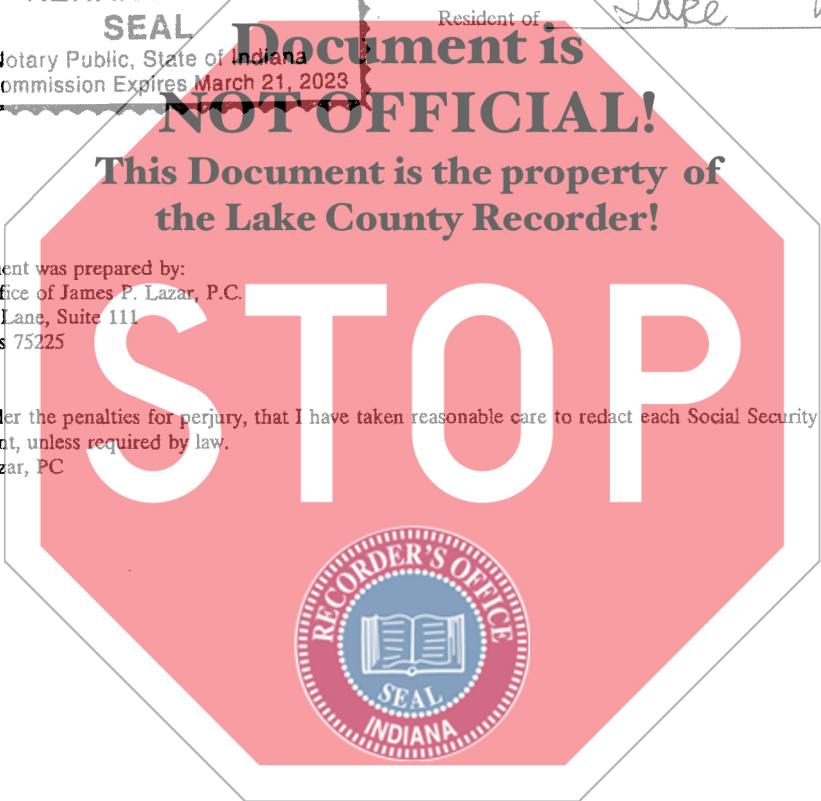 Resident of Lake
SEAL
Notary Public, State of Indiana
Commission Expires March 21, 2023
Document is
NOT OFFICIAL!
This Document is the property of
the Lake County Recorder!
ent was prepared by:
fice of James P. Lazar, P.C.
Lane, Suite 111
s 75225
STOP
er the penalties for perjury, that I have taken reasonable care to redact each Social Security
nt, unless required by law.
zar, PC
RECORDER'S OFFICE
SEAL
INDIANA